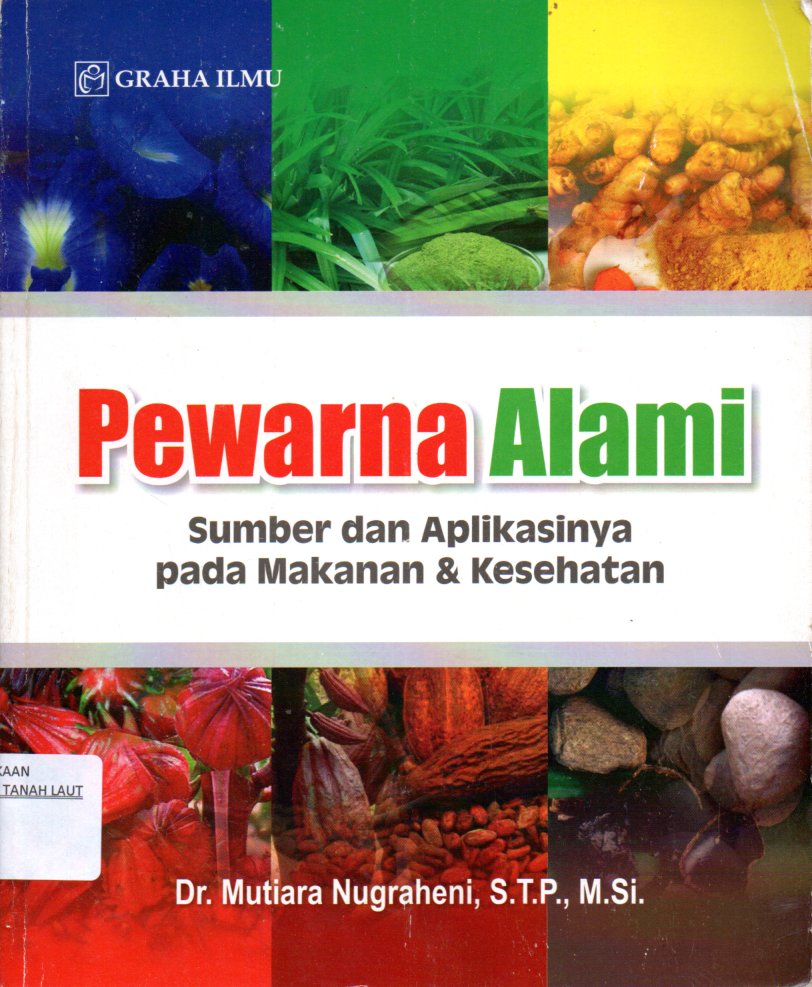 GRAHA ILMU
Pewarna Alami
Sumber dan Aplikasinya
pada Makanan & Kesehatan
KAAN
TANAH LAUT
Dr. Mutiara Nugraheni, S.T.P., M.Si.